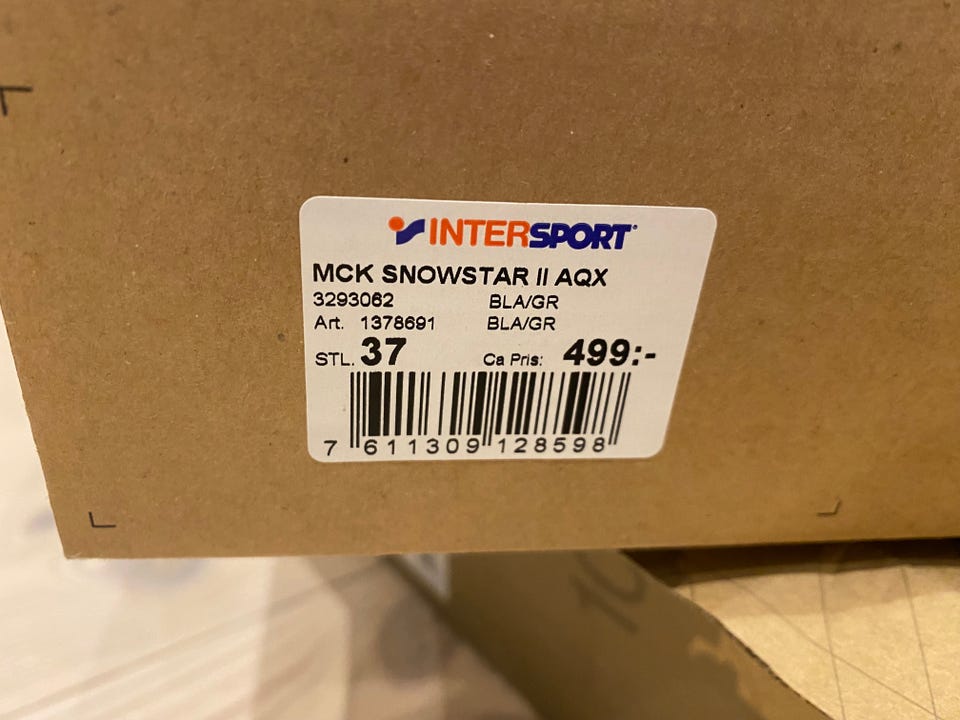 INTERSPORT
MCK SNOWSTAR II AQX
3293062 BLA/GR
Art. 1378691 BLA/GR
STL. 37 Ca Pris: 499:-
7 611309 128598